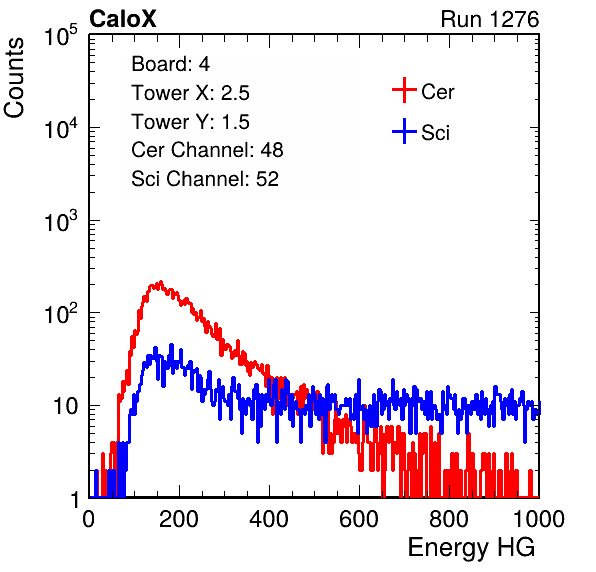 CaloX Run 1276
Counts
10^5
10^4
10^3
10^2
10
1
Board: 4
Tower X: 2.5
Tower Y: 1.5
Cer Channel: 48
Sci Channel: 52
Cer
Sci
0 200 400 600 800 1000
Energy HG